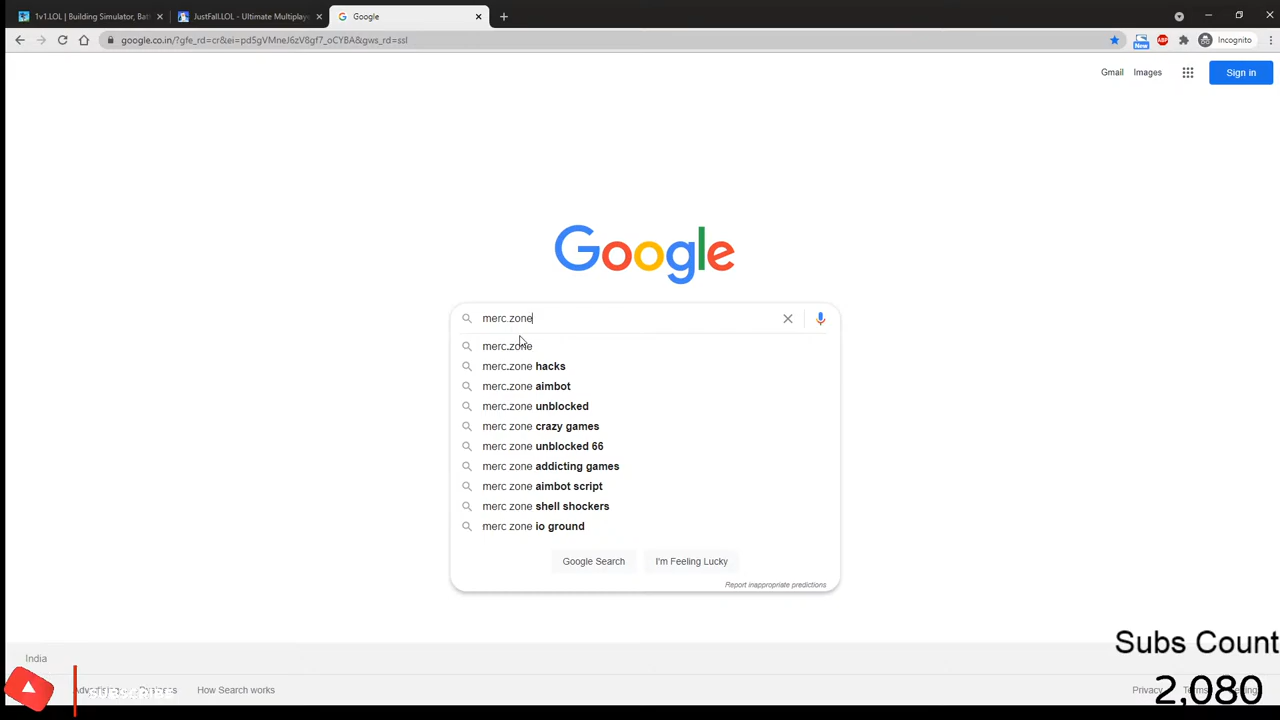 1v1.LOL | Building Simulator, Batt
JustFall.LOL - Ultimate Multiplaye
Google
google.co.in/?gfe_rd=cr&ei=pd5gVMneJ6zV8gf7_oCYBA&gws_rd=ssl
New
ABP
Incognito
Gmail
Images
Sign in
Google
merc zone
merc.zone
merc.zone hacks
merc.zone aimbot
merc.zone unblocked
merc zone crazy games
merc zone unblocked 66
merc zone addicting games
merc zone aimbot script
merc zone shell shockers
merc zone io ground
Google Search
I'm Feeling Lucky
Report inappropriate predictions
Subs Count
India
SUBSCRIBE
How Search works
2,080